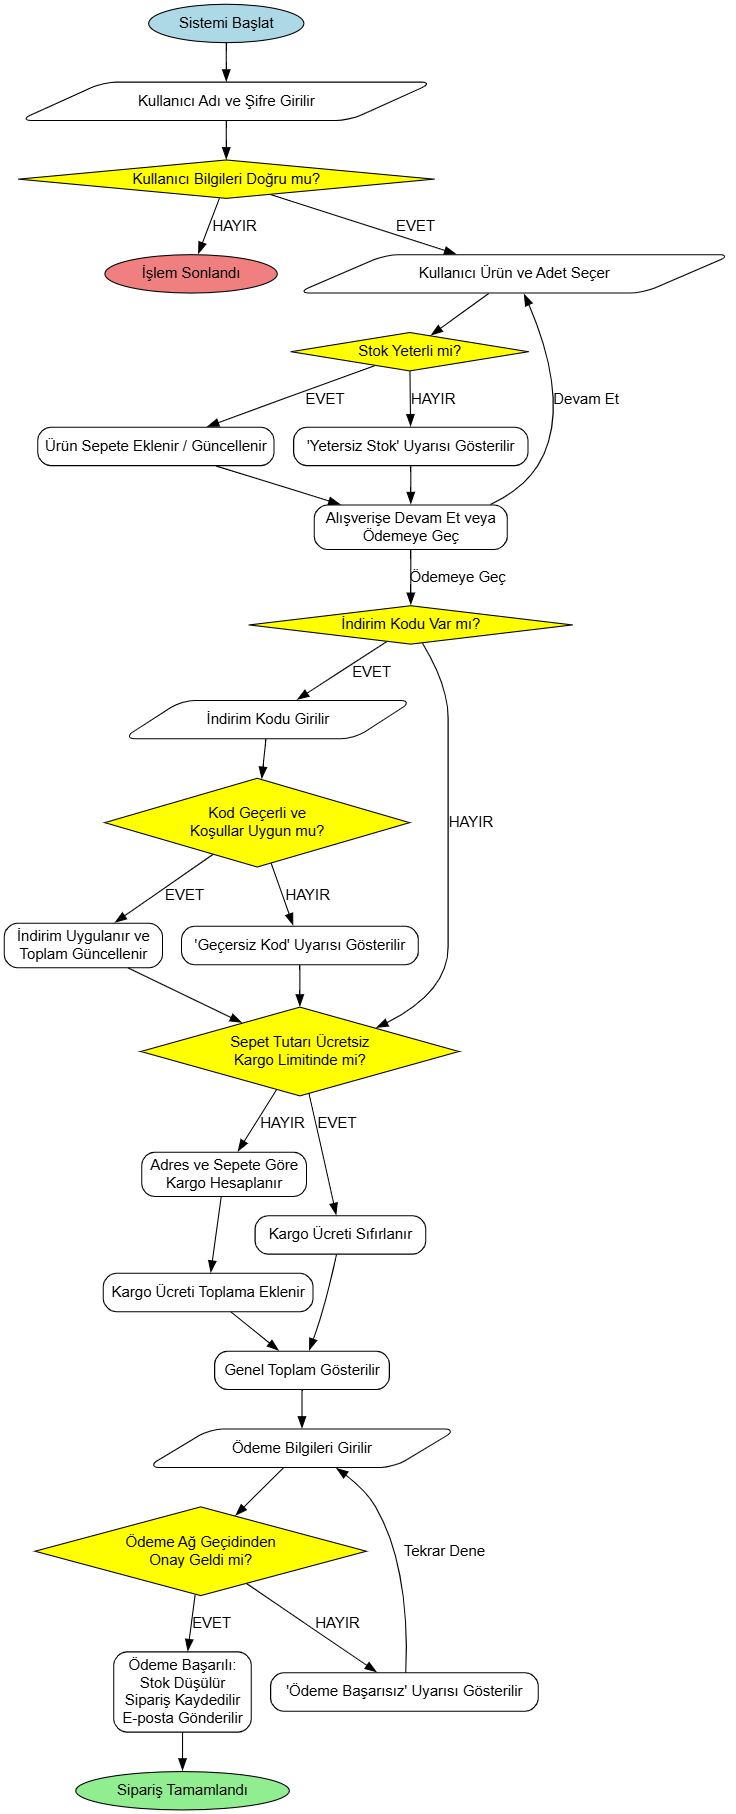 Sistemi Başlat
Kullanıcı Adı ve Şifre Girilir
Kullanıcı Bilgileri Doğru mu?
HAYIR
EVET
İşlem Sonlandı
Kullanıcı Ürün ve Adet Seçer
Stok Yeterli mi?
EVET
HAYIR
Devam Et
Ürün Sepete Eklenir / Güncellenir
'Yetersiz Stok' Uyarısı Gösterilir
Alışverişe Devam Et veya
Ödemeye Geç
Ödemeye Geç
İndirim Kodu Var mı?
EVET
İndirim Kodu Girilir
Kod Geçerli ve
Koşullar Uygun mu?
HAYIR
EVET
HAYIR
İndirim Uygulanır ve
Toplam Güncellenir
'Geçersiz Kod' Uyarısı Gösterilir
Sepet Tutarı Ücretsiz
Kargo Limitinde mi?
HAYIR
EVET
Adres ve Sepete Göre
Kargo Hesaplanır
Kargo Ücreti Sıfırlanır
Kargo Ücreti Toplama Eklenir
Genel Toplam Gösterilir
Ödeme Bilgileri Girilir
Ödeme Ağ Geçidinden
Onay Geldi mi?
Tekrar Dene
EVET
HAYIR
Ödeme Başarılı:
Stok Düşülür
Sipariş Kaydedilir
E-posta Gönderilir
'Ödeme Başarısız' Uyarısı Gösterilir
Sipariş Tamamlandı